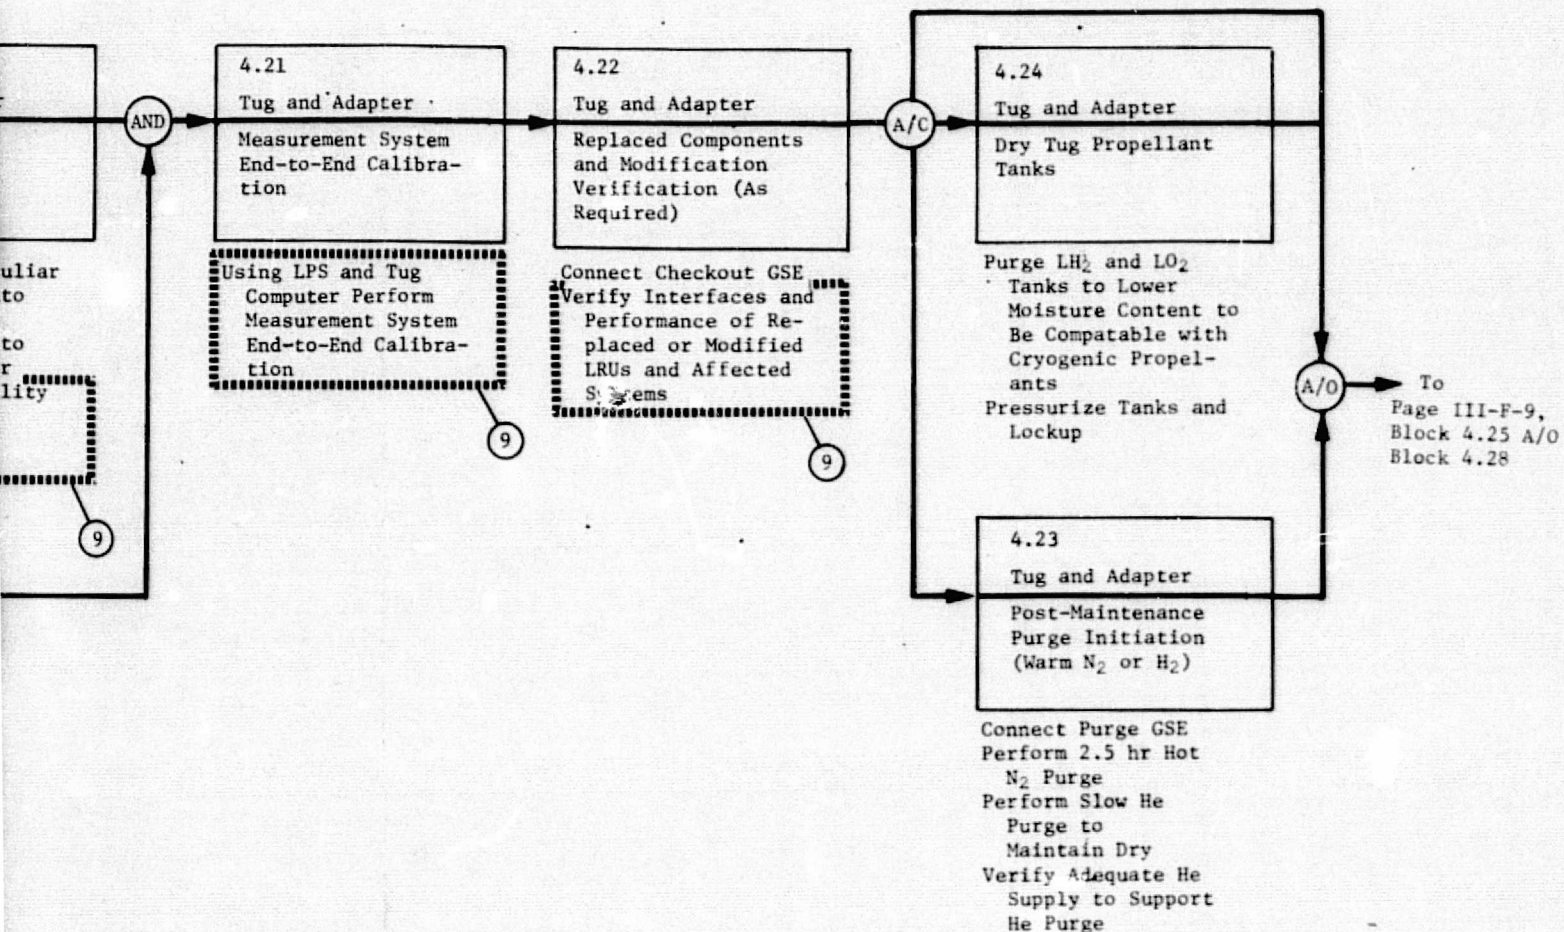 uliar
to
to
r
lity
9
AND
4.21
Tug and Adapter
Measurement System
End-to-End Calibra-
tion
Using LPS and Tug
Computer Perform
Measurement System
End-to-End Calibra-
tion
9
4.22
Tug and Adapter
Replaced Components
and Modification
Verification (As
Required)
Connect Checkout GSE
Verify Interfaces and
Performance of Re-
placed or Modified
LRUs and Affected
9
A/C
4.24
Tug and Adapter
Dry Tug Propellant
Tanks
Purge LH₂ and LO₂
Tanks to Lower
Moisture Content to
Be Compatable with
Cryogenic Propel-
ants
Pressurize Tanks and
Lockup
4.23
Tug and Adapter
Post-Maintenance
Purge Initiation
(Warm N₂ or H₂)
Connect Purge GSE
Perform 2.5 hr Hot
N₂ Purge
Perform Slow He
Purge to
Maintain Dry
Verify Adequate He
Supply to Support
He Purge
A/O
To
Page III-F-9,
Block 4.25 A/O
Block 4.28